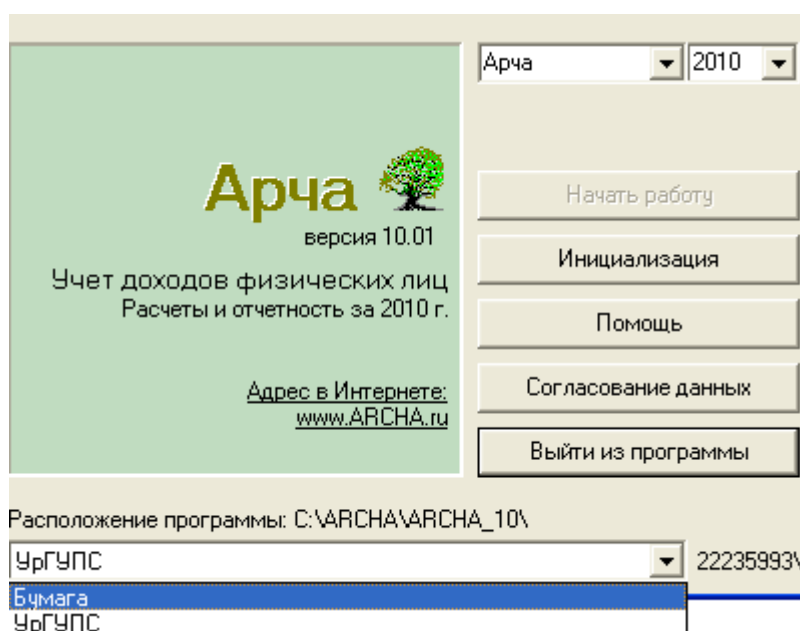 Арча 2010
Арча
версия 10.01
Учет доходов физических лиц
Расчеты и отчетность за 2010 г.
Адрес в Интернете:
www.ARCHA.ru
Начать работу
Инициализация
Помощь
Согласование данных
Выйти из программы
Расположение программы: C:\ARCHA\ARCHA_10\
УрГУПС 22235993\
Бумага
УрГУПС